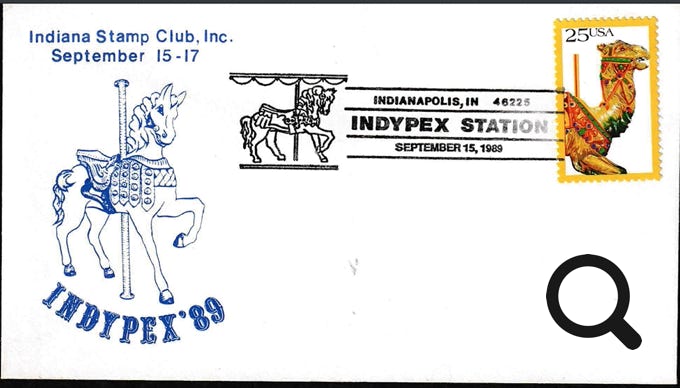 Indiana Stamp Club, Inc.
September 15-17
INDIANAPOLIS, IN 46225
INDYPEX STATION
SEPTEMBER 15, 1989
25USA
INDYPEX'89